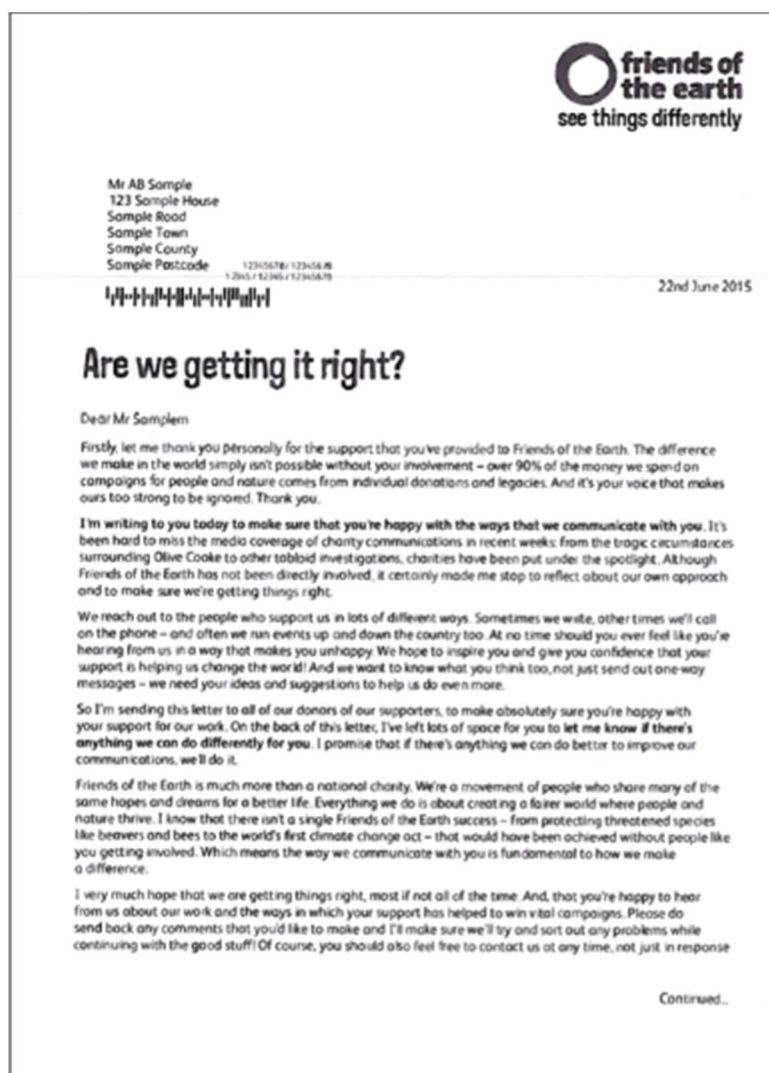 friends of
the earth
see things differently
Mr AB Sample
123 Sample House
Sample Road
Sample Town
Sample County
Sample Postcode
12345678 / 12345678
12345 / 12345 / 12345678
22nd June 2015
Are we getting it right?
Dear Mr Samplem
Firstly, let me thank you personally for the support that you've provided to Friends of the Earth. The difference
we make in the world simply isn't possible without your involvement – over 90% of the money we spend on
campaigns for people and nature comes from individual donations and legacies. And it's your voice that makes
ours too strong to be ignored. Thank you.
I'm writing to you today to make sure that you're happy with the ways that we communicate with you. It's
been hard to miss the media coverage of charity communications in recent weeks: from the tragic circumstances
surrounding Olive Cooke to other tabloid investigations, charities have been put under the spotlight. Although
Friends of the Earth has not been directly involved, it certainly made me stop to reflect about our own approach
and to make sure we're getting things right.
We reach out to the people who support us in lots of different ways. Sometimes we write, other times we'll call
on the phone – and often we run events up and down the country too. At no time should you ever feel like you're
hearing from us in a way that makes you unhappy. We hope to inspire you and give you confidence that your
support is helping us change the world! And we want to know what you think too, not just send out one-way
messages – we need your ideas and suggestions to help us do even more.
So I'm sending this letter to all of our donors of our supporters, to make absolutely sure you're happy with
your support for our work. On the back of this letter, I've left lots of space for you to let me know if there's
anything we can do differently for you. I promise that if there's anything we can do better to improve our
communications, we'll do it.
Friends of the Earth is much more than a national charity. We're a movement of people who share many of the
same hopes and dreams for a better life. Everything we do is about creating a fairer world where people and
nature thrive. I know that there isn't a single Friends of the Earth success – from protecting threatened species
like beavers and bees to the world's first climate change act – that would have been achieved without people like
you getting involved. Which means the way we communicate with you is fundamental to how we make
a difference.
I very much hope that we are getting things right, most if not all of the time. And, that you're happy to hear
from us about our work and the ways in which your support has helped to win vital campaigns. Please do
send back any comments that you'd like to make and I'll make sure we'll try and sort out any problems while
continuing with the good stuff! Of course, you should also feel free to contact us at any time, not just in response
Continued...